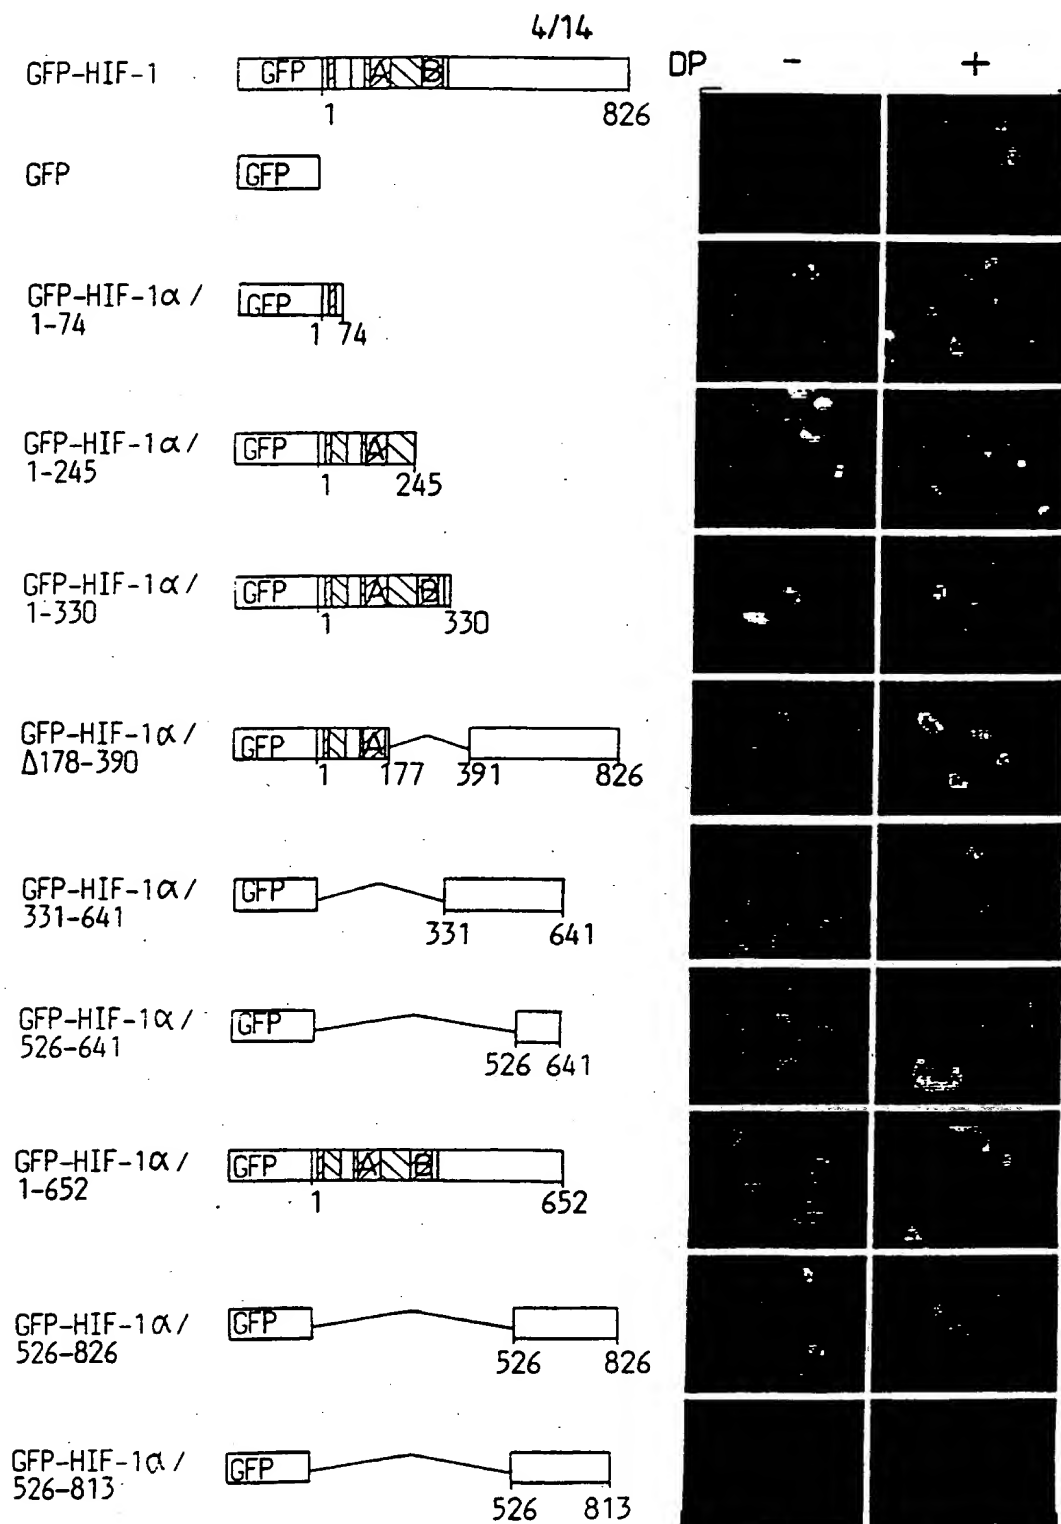 4/14
GFP-HIF-1
GFP A B
1 826
DP - +
GFP
GFP
GFP-HIF-1α /
1-74
GFP
1 74
GFP-HIF-1α /
1-245
GFP A
1 245
GFP-HIF-1α /
1-330
GFP A B
1 330
GFP-HIF-1α /
Δ178-390
GFP A
1 177 391 826
GFP-HIF-1α /
331-641
GFP
331 641
GFP-HIF-1α /
526-641
GFP
526 641
GFP-HIF-1α /
1-652
GFP A B
1 652
GFP-HIF-1α /
526-826
GFP
526 826
GFP-HIF-1α /
526-813
GFP
526 813